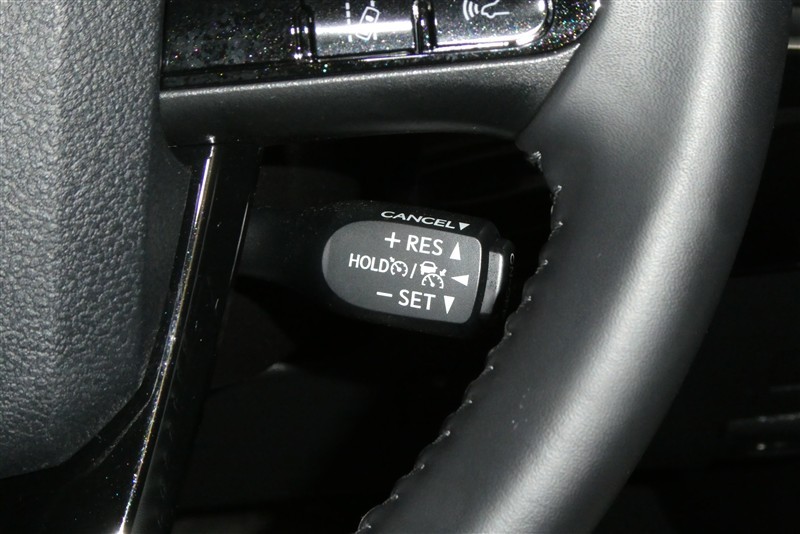 CANCEL▼
+ RES ▲
HOLD / ◄
− SET ▼